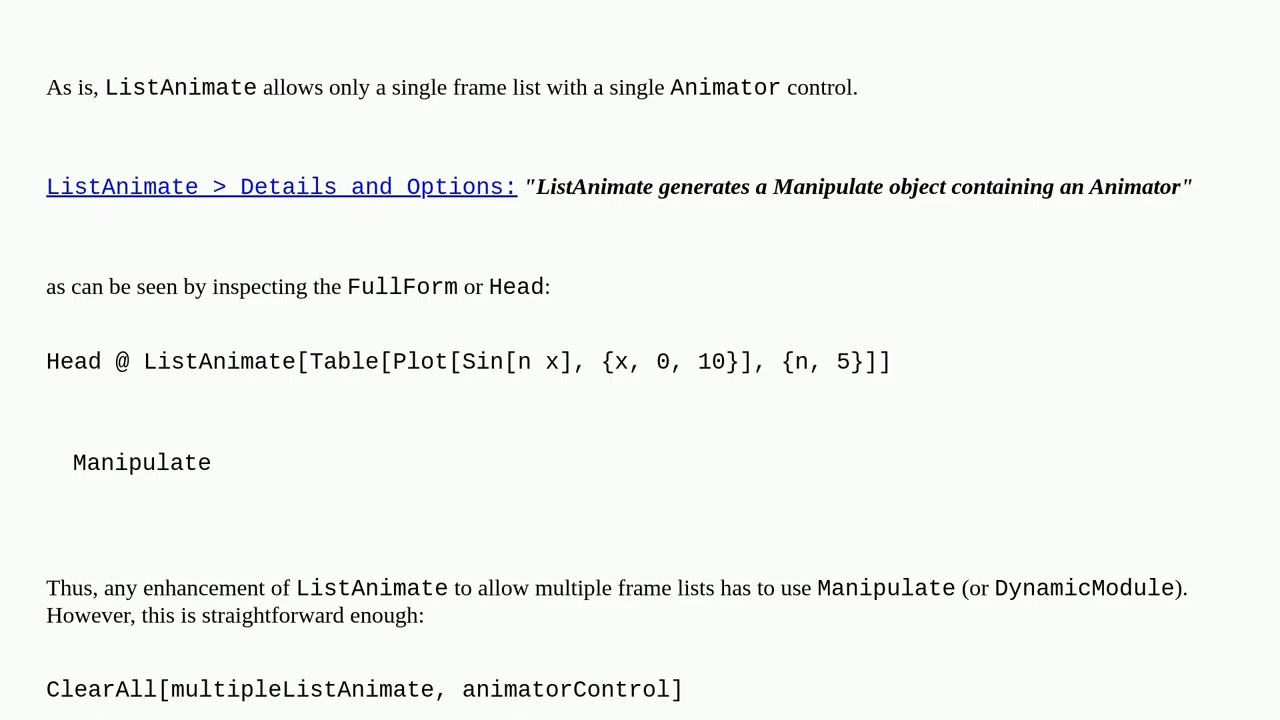 As is, ListAnimate allows only a single frame list with a single Animator control.
ListAnimate > Details and Options: "ListAnimate generates a Manipulate object containing an Animator"
as can be seen by inspecting the FullForm or Head:
Head @ ListAnimate[Table[Plot[Sin[n x], {x, 0, 10}], {n, 5}]]
Manipulate
Thus, any enhancement of ListAnimate to allow multiple frame lists has to use Manipulate (or DynamicModule).
However, this is straightforward enough:
ClearAll[multipleListAnimate, animatorControl]